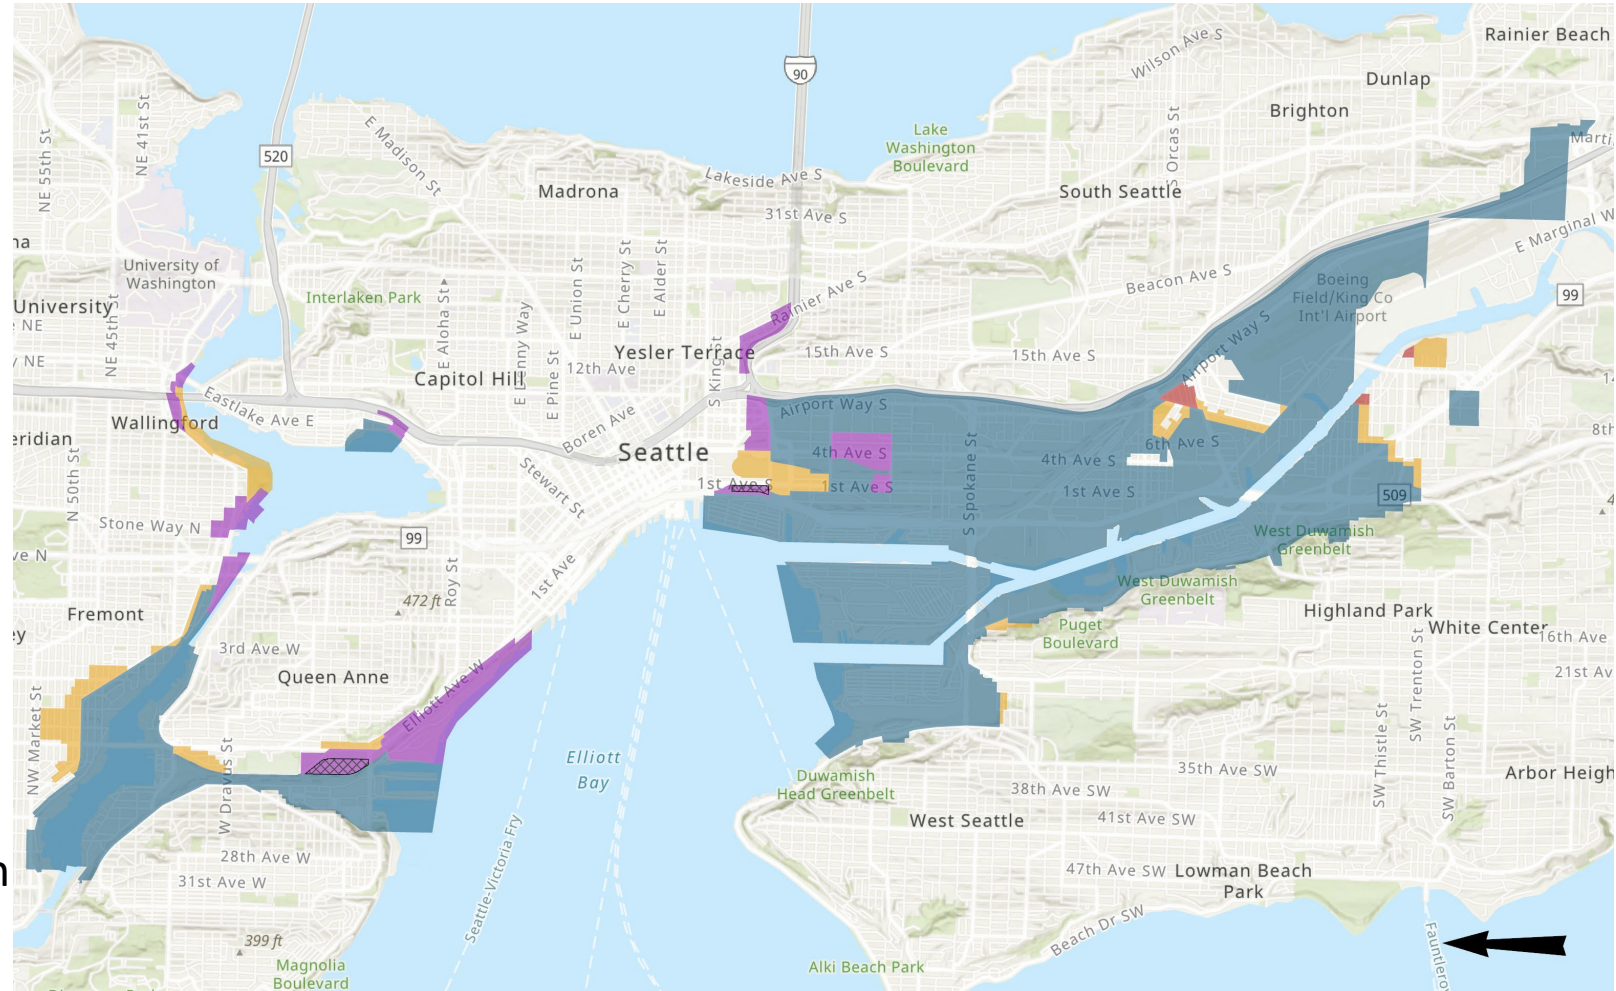 Rainier Beach
Wilson Ave S
Dunlap
90
Brighton
NE 41st St
E Madison St
Lake
Washington
Boulevard
S Orcas St
NE 55th St
520
Lakeside Ave S
Madrona
South Seattle
31st Ave S
E Marginal W
University of
Washington
E Cherry St
E Alder St
E Union St
Beacon Ave S
Boeing
Field/King Co
Int'l Airport
99
Interlaken Park
University
NE
Rainier Ave S
E Aloha St
NE 45th St
Airport Way S
Yesler Terrace
15th Ave S
15th Ave S
NE
12th Ave
S King St
E Pine St
Capitol Hill
Eastlake Ave E
Airport Way S
Wallingford
Boren Ave
eridian
Seattle
4th Ave S
4th Ave S
6th Ave S
8th
S Spokane St
N 50th St
Stewart St
1st Ave S
1st Ave S
1st Ave S
509
Stone Way N
99
West Duwamish
Greenbelt
ve N
Roy St
1st Ave
West Duwamish
Greenbelt
472 ft
Fremont
Highland Park
Puget
Boulevard
White Center
16th Ave
ey
3rd Ave W
SW Trenton St
21st Av
Queen Anne
Elliott Ave W
NW Market St
SW Thistle St
SW Barton St
W Dravus St
Elliott
Bay
35th Ave SW
Arbor Heigh
Duwamish
Head Greenbelt
38th Ave SW
41st Ave SW
West Seattle
28th Ave W
47th Ave SW
Lowman Beach
Park
31st Ave W
n
Seattle-Victoria Fry
Beach Dr SW
399 ft
Fauntlero
Magnolia
Boulevard
Alki Beach Park